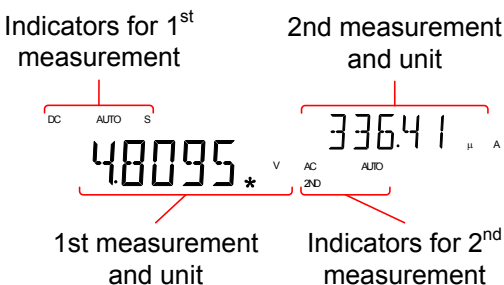 Indicators for 1st
measurement
2nd measurement
and unit
DC AUTO S
4.8095* V
336.41 μ A
AC AUTO
2ND
1st measurement
and unit
Indicators for 2nd
measurement